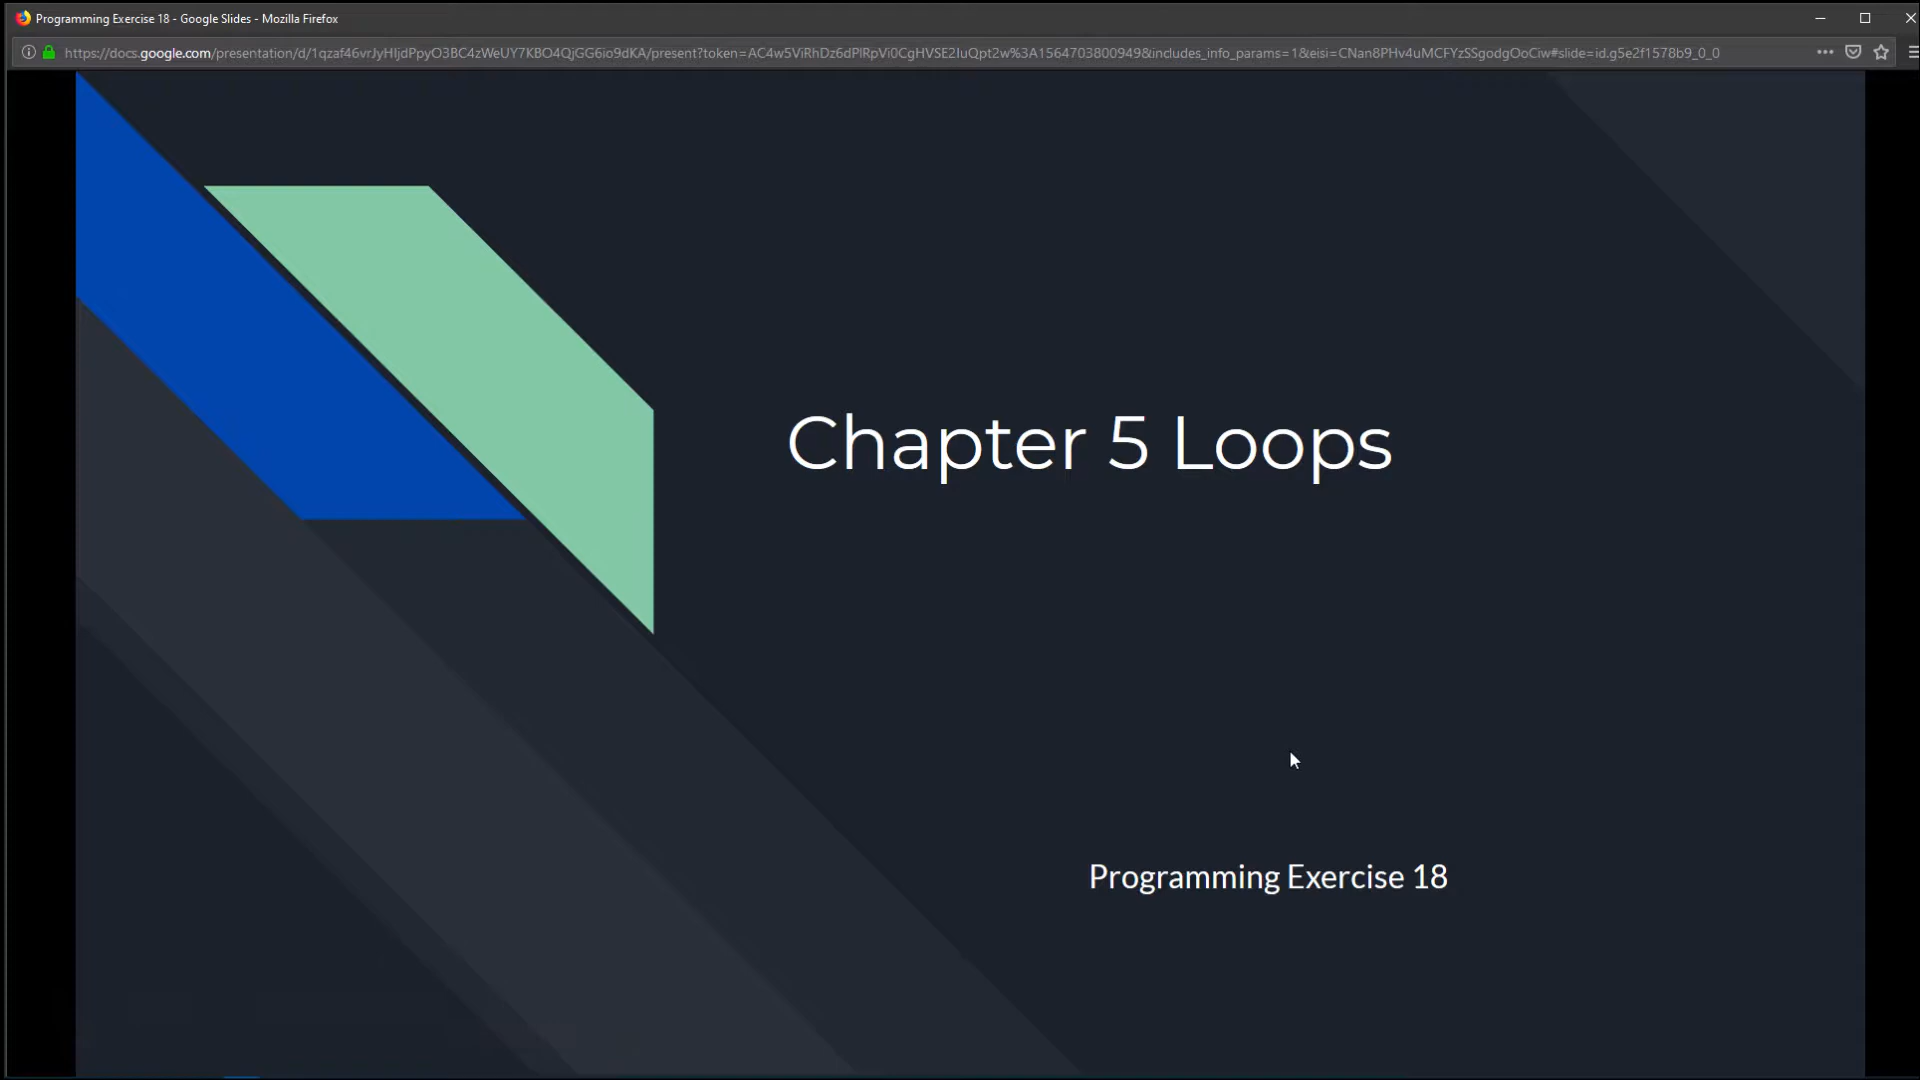 Programming Exercise 18 - Google Slides - Mozilla Firefox
https://docs.google.com/presentation/d/1qzaf46vrJyHIjdPpyO3BC4zWeUY7KBO4QjGG6io9dKA/present?token=AC4w5ViRhDz6dPlRpVi0CgHVSE2IuQpt2w%3A1564703800949&includes_info_params=1&eisi=CNan8PHv4uMCFYzSSgodgOoCiw#slide=id.g5e2f1578b9_0_0
Chapter 5 Loops
Programming Exercise 18